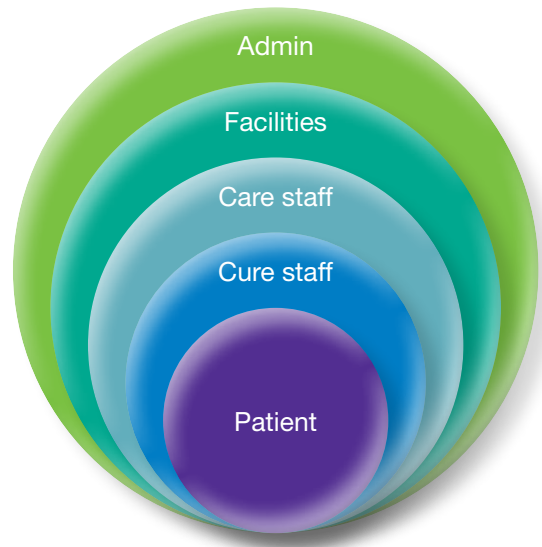 Admin
Facilities
Care staff
Cure staff
Patient